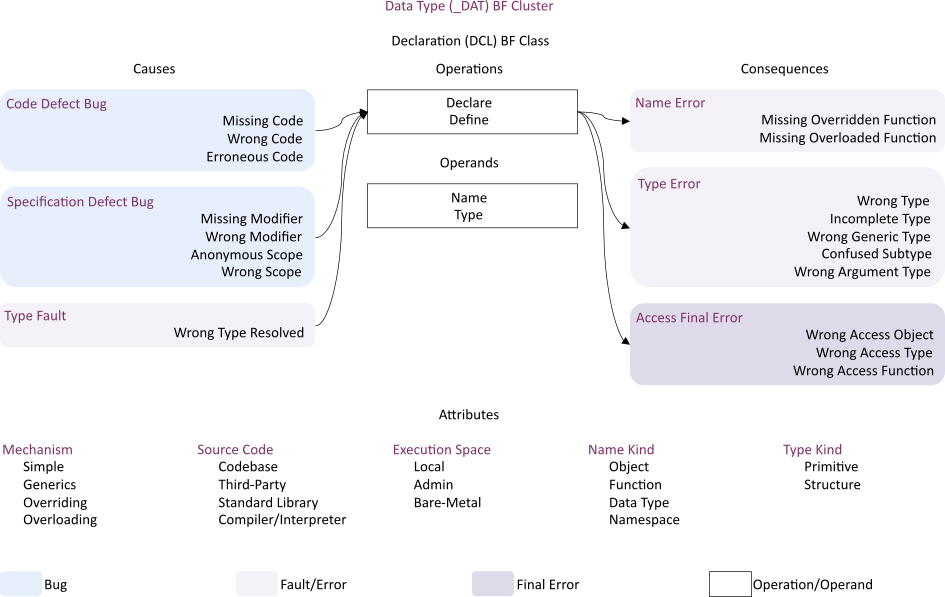 Data Type (_DAT) BF Cluster
Declaration (DCL) BF Class
Causes
Operations
Consequences
Code Defect Bug
Missing Code
Wrong Code
Erroneous Code
Specification Defect Bug
Missing Modifier
Wrong Modifier
Anonymous Scope
Wrong Scope
Type Fault
Wrong Type Resolved
Declare
Define
Operands
Name
Type
Name Error
Missing Overridden Function
Missing Overloaded Function
Type Error
Wrong Type
Incomplete Type
Wrong Generic Type
Confused Subtype
Wrong Argument Type
Access Final Error
Wrong Access Object
Wrong Access Type
Wrong Access Function
Attributes
Mechanism
Simple
Generics
Overriding
Overloading
Source Code
Codebase
Third-Party
Standard Library
Compiler/Interpreter
Execution Space
Local
Admin
Bare-Metal
Name Kind
Object
Function
Data Type
Namespace
Type Kind
Primitive
Structure
Bug
Fault/Error
Final Error
Operation/Operand